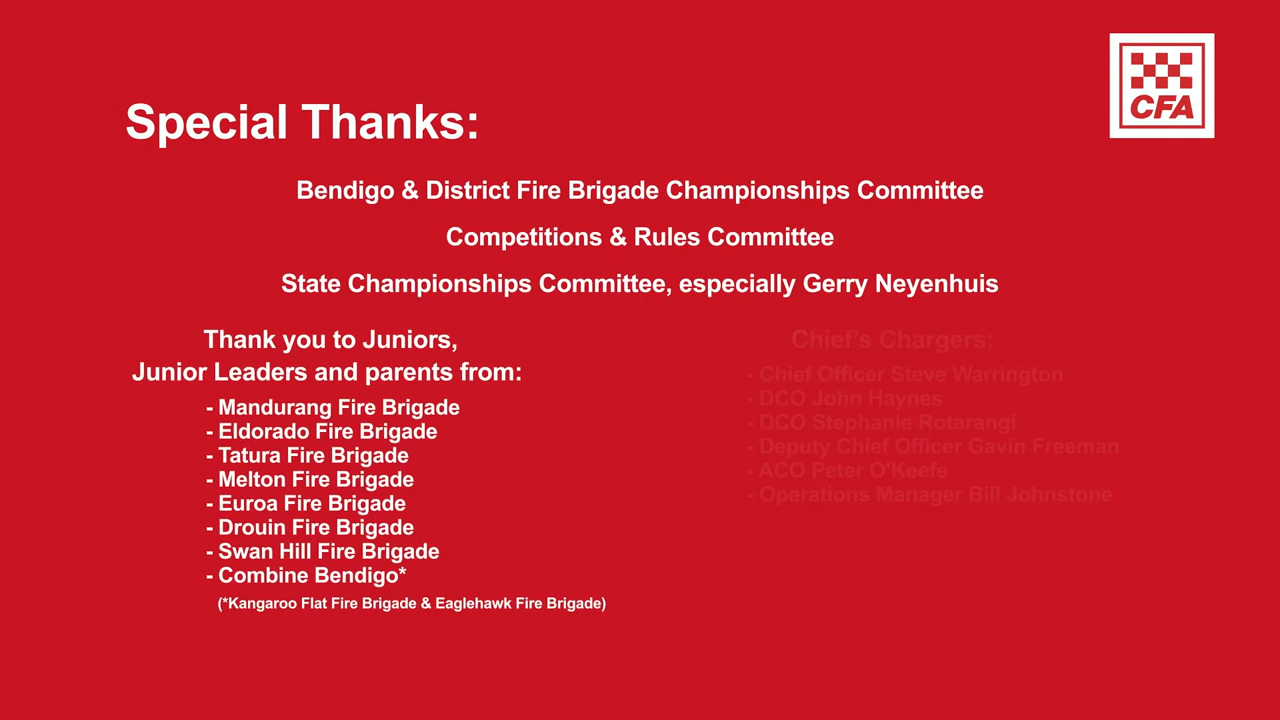 CFA
Special Thanks:
Bendigo & District Fire Brigade Championships Committee
Competitions & Rules Committee
State Championships Committee, especially Gerry Neyenhuis
Thank you to Juniors,
Junior Leaders and parents from:
- Mandurang Fire Brigade
- Eldorado Fire Brigade
- Tatura Fire Brigade
- Melton Fire Brigade
- Euroa Fire Brigade
- Drouin Fire Brigade
- Swan Hill Fire Brigade
- Combine Bendigo*
(*Kangaroo Flat Fire Brigade & Eaglehawk Fire Brigade)
Chief's Chargers:
- Chief Officer Steve Warrington
- DCO John Haynes
- DCO Stephanie Rotarangi
- Deputy Chief Officer Gavin Freeman
- ACO Peter O'Keefe
- Operations Manager Bill Johnstone